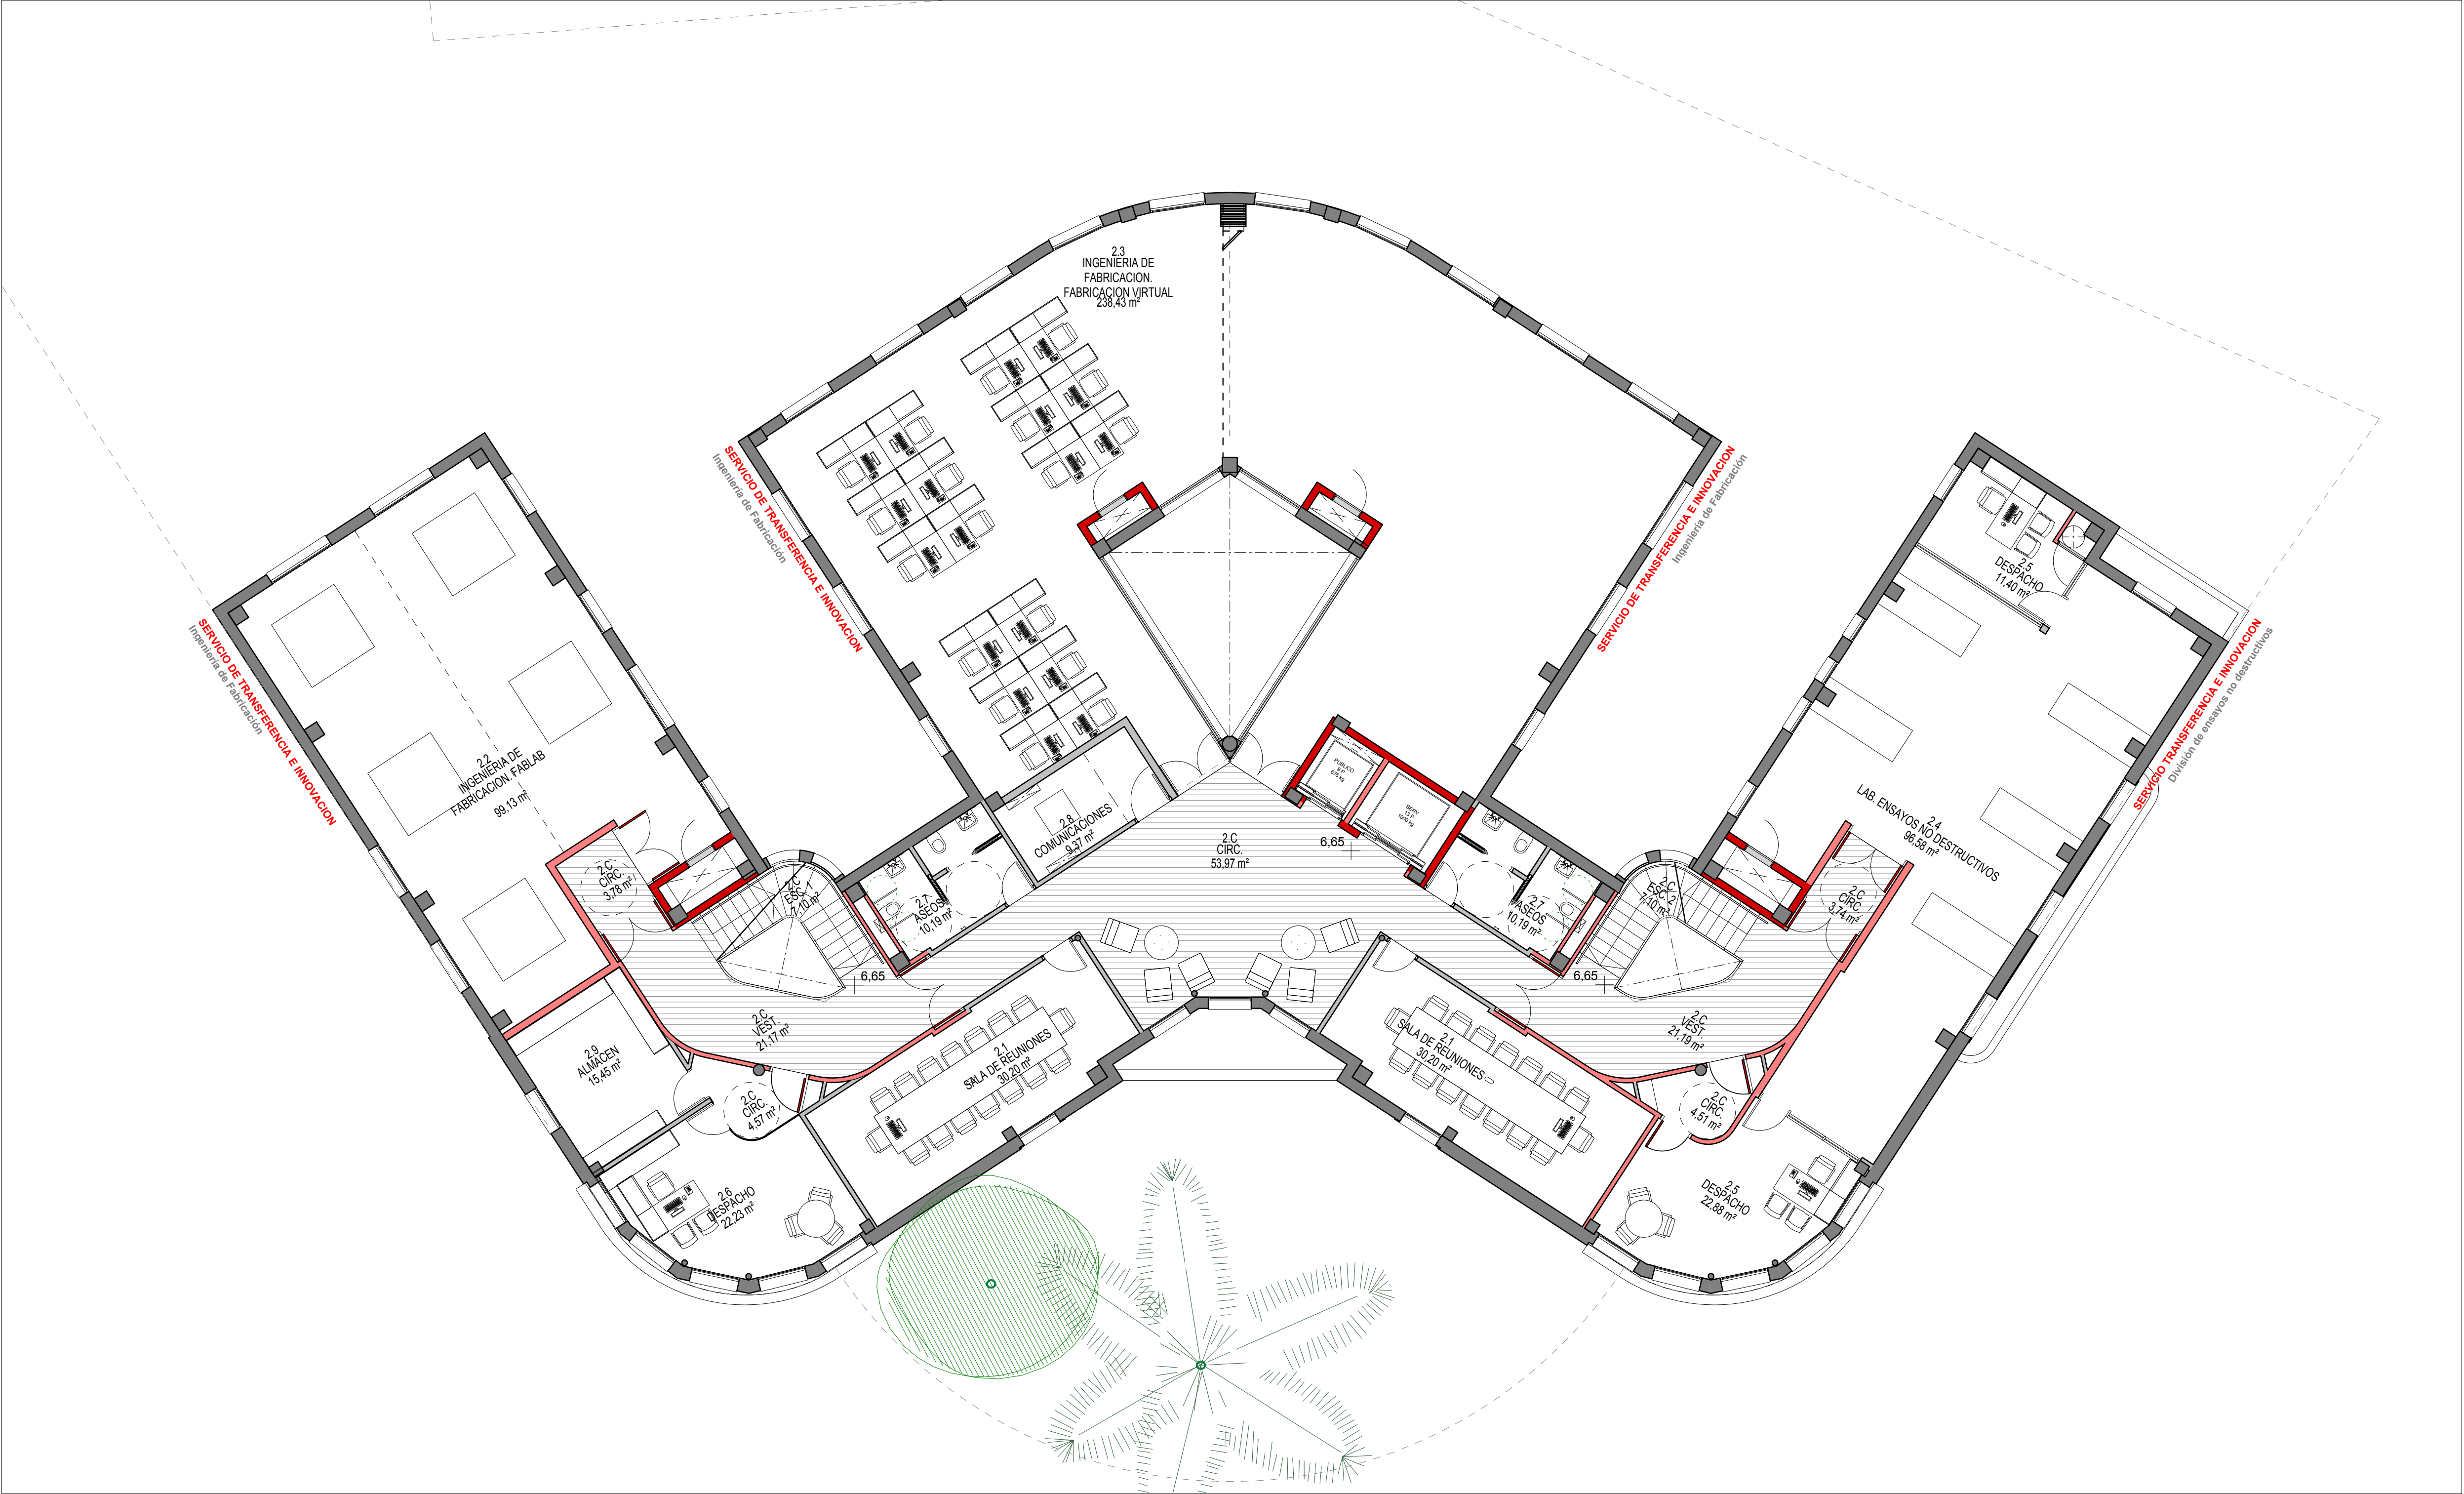 2.3
INGENIERIA DE
FABRICACION.
FABRICACION VIRTUAL
238,43 m²
SERVICIO DE TRANSFERENCIA E INNOVACION
Ingeniería de Fabricación
SERVICIO DE TRANSFERENCIA E INNOVACION
Ingeniería de Fabricación
SERVICIO DE TRANSFERENCIA E INNOVACION
Ingeniería de Fabricación
SERVICIO TRANSFERENCIA E INNOVACION
División de ensayos no destructivos
2.5
DESPACHO
11,40 m²
2.2
INGENIERIA DE
FABRICACION. FABLAB
99,13 m²
PUBLICO
9 P
675 kg
SERV
13 P
1000 kg
2.8
COMUNICACIONES
9,37 m²
2.C
CIRC.
53,97 m²
6,65
2.4
LAB. ENSAYOS NO DESTRUCTIVOS
96,58 m²
2.C
CIRC.
3,78 m²
2.C
ESC. 1
7,10 m²
2.7
ASEOS
10,19 m²
2.7
ASEOS
10,19 m²
2.C
ESC. 2
7,10 m²
2.C
CIRC.
3,74 m²
6,65
6,65
2.C
VEST.
21,17 m²
2.C
VEST.
21,19 m²
2.9
ALMACEN
15,45 m²
2.1
SALA DE REUNIONES
30,20 m²
2.1
SALA DE REUNIONES
30,20 m²
2.C
CIRC.
4,57 m²
2.C
CIRC.
4,51 m²
2.6
DESPACHO
22,23 m²
2.5
DESPACHO
22,88 m²